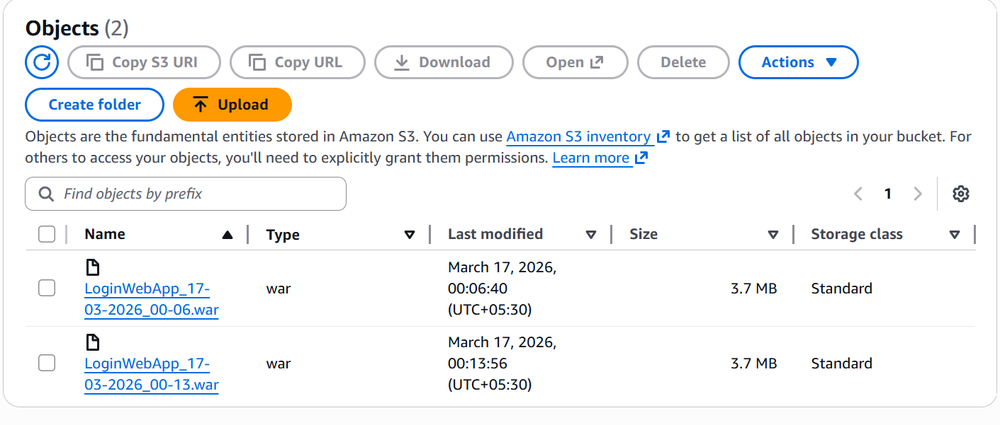 Objects (2)
Copy S3 URI
Copy URL
Download
Open
Delete
Actions
Create folder
Upload
Objects are the fundamental entities stored in Amazon S3. You can use Amazon S3 inventory to get a list of all objects in your bucket. For
others to access your objects, you'll need to explicitly grant them permissions. Learn more
Find objects by prefix
1
Name Type Last modified Size Storage class
LoginWebApp_17-
03-2026_00-06.war
war
March 17, 2026,
00:06:40
(UTC+05:30)
3.7 MB
Standard
LoginWebApp_17-
03-2026_00-13.war
war
March 17, 2026,
00:13:56
(UTC+05:30)
3.7 MB
Standard